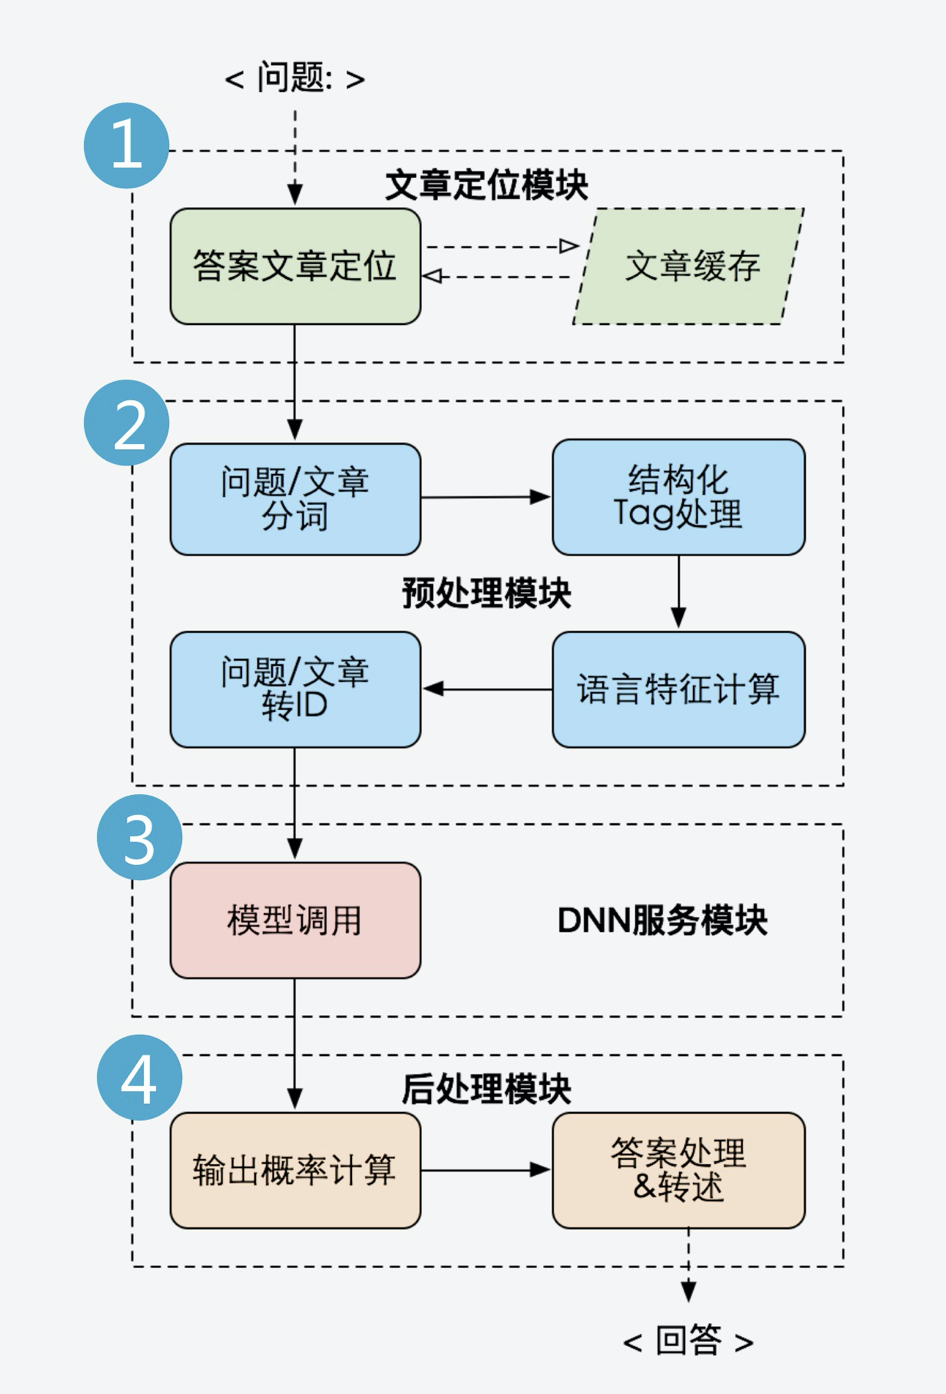 < 问题: >
1
文章定位模块
答案文章定位
文章缓存
2
问题/文章
分词
结构化
Tag处理
预处理模块
问题/文章
转ID
语言特征计算
3
模型调用
DNN服务模块
4
后处理模块
输出概率计算
答案处理
&转述
< 回答 >